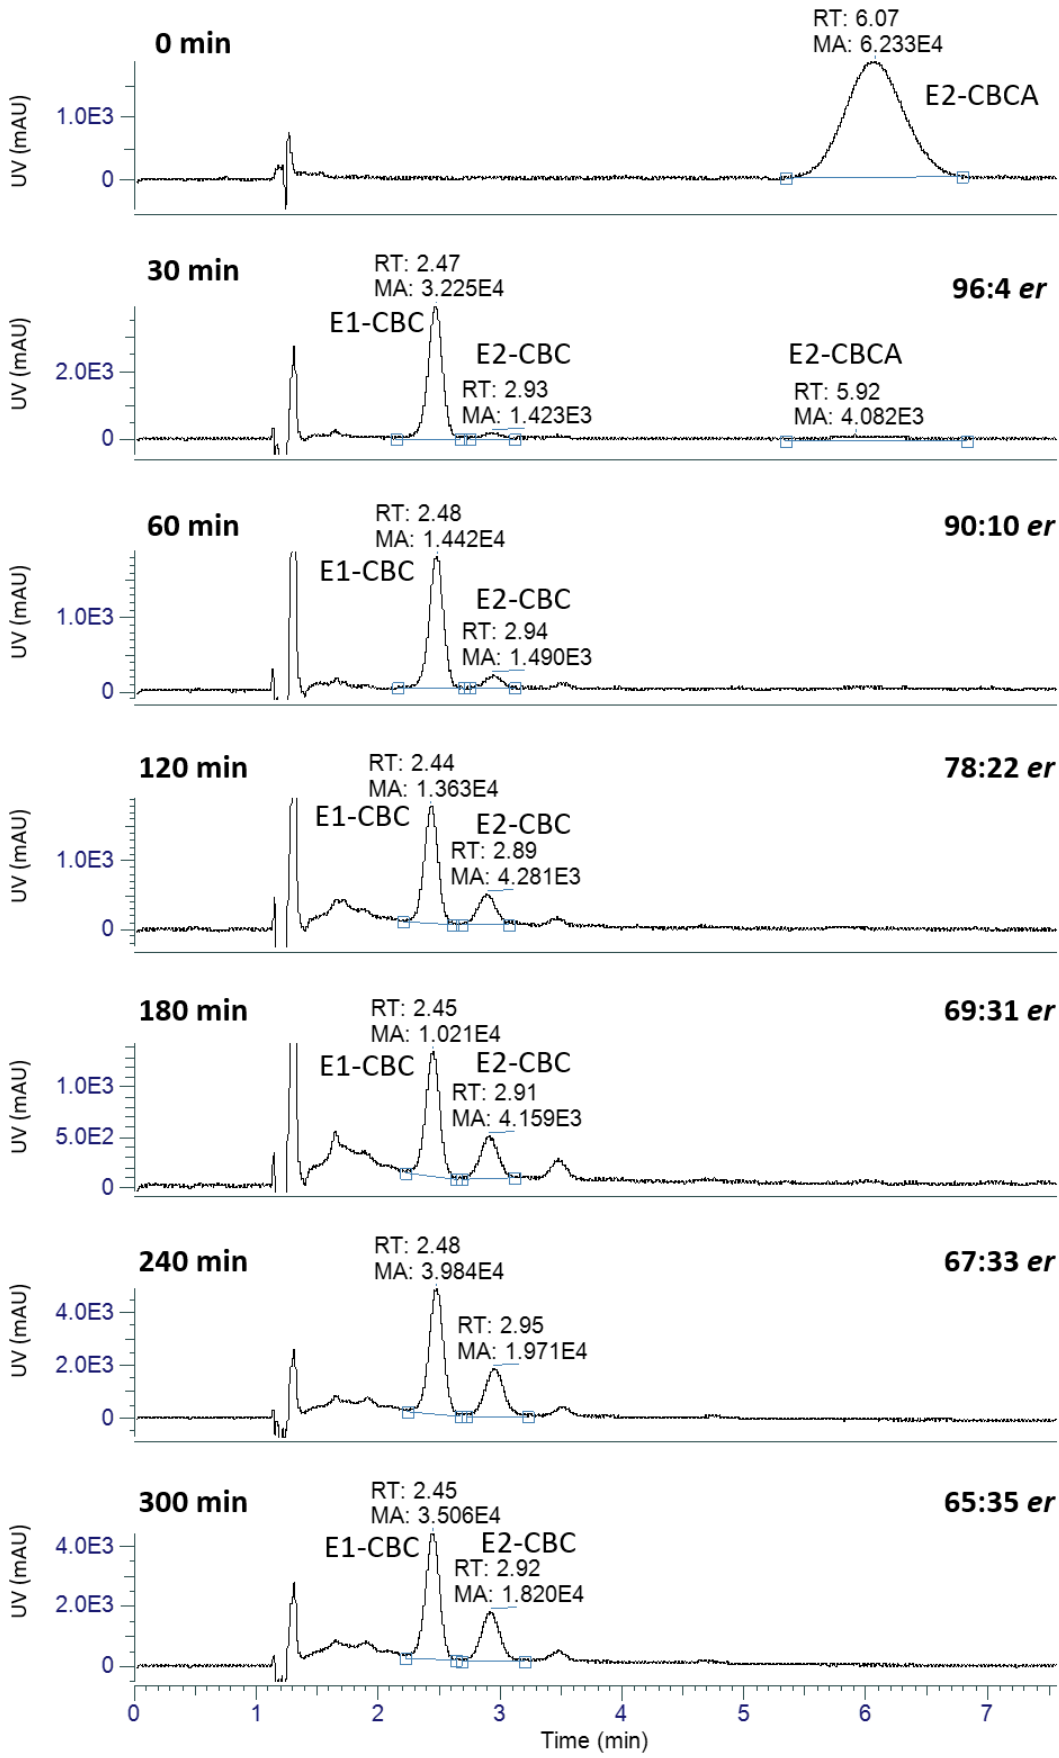 0 min
RT: 6.07
MA: 6.233E4
E2-CBCA
UV (mAU)
1.0E3
0
30 min
RT: 2.47
MA: 3.225E4
96:4 er
E1-CBC
E2-CBC
RT: 2.93
MA: 1.423E3
E2-CBCA
RT: 5.92
MA: 4.082E3
UV (mAU)
2.0E3
0
60 min
RT: 2.48
MA: 1.442E4
90:10 er
E1-CBC
E2-CBC
RT: 2.94
MA: 1.490E3
UV (mAU)
1.0E3
0
120 min
RT: 2.44
MA: 1.363E4
78:22 er
E1-CBC
E2-CBC
RT: 2.89
MA: 4.281E3
UV (mAU)
1.0E3
0
180 min
RT: 2.45
MA: 1.021E4
69:31 er
E1-CBC
E2-CBC
RT: 2.91
MA: 4.159E3
UV (mAU)
1.0E3
5.0E2
0
240 min
RT: 2.48
MA: 3.984E4
67:33 er
RT: 2.95
MA: 1.971E4
UV (mAU)
4.0E3
2.0E3
0
300 min
RT: 2.45
MA: 3.506E4
65:35 er
E1-CBC
E2-CBC
RT: 2.92
MA: 1.820E4
UV (mAU)
4.0E3
2.0E3
0
0 1 2 3 4 5 6 7
Time (min)